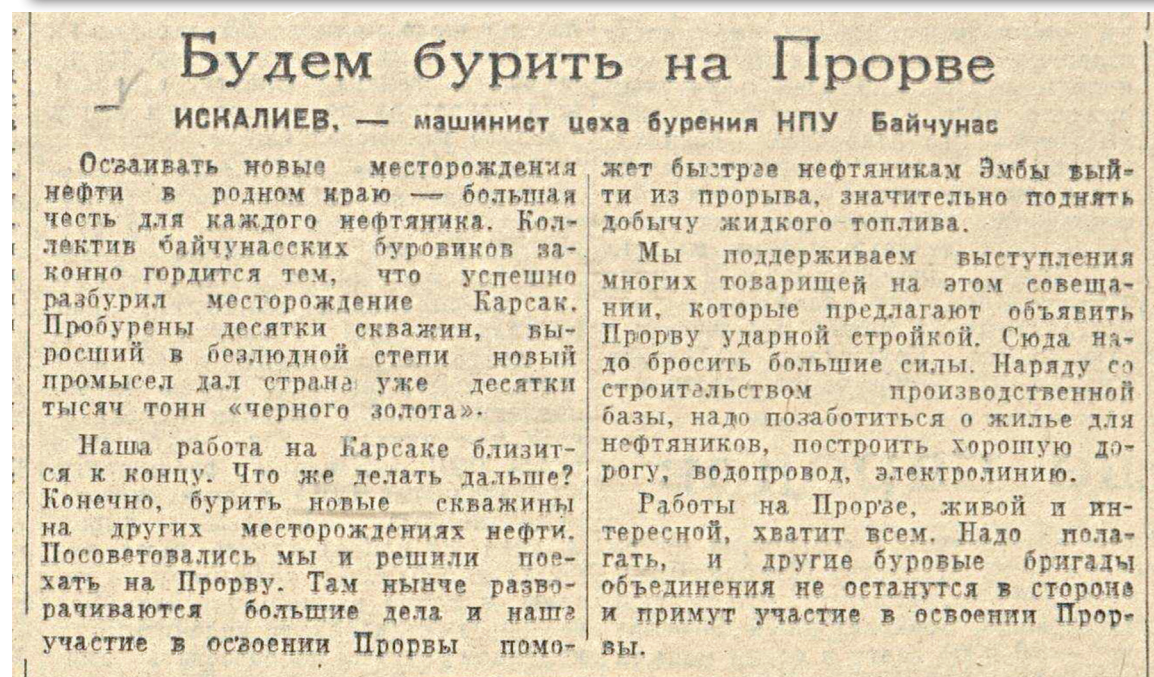 Будем бурить на Прорве
ИСКАЛИЕВ, — машинист цеха бурения НПУ Байчунас
Осваивать новые месторождения
нефти в родном краю — большая
честь для каждого нефтяника. Кол-
лектив байчунасских буровиков за-
конно гордится тем, что успешно
разбурил месторождение Карсак.
Пробурены десятки скважин, вы-
росший в безлюдной степи новый
промысел дал стране уже десятки
тысяч тонн «черного золота».
Наша работа на Карсаке близит-
ся к концу. Что же делать дальше?
Конечно, бурить новые скважины
на других месторождениях нефти.
Посоветовались мы и решили пое-
хать на Прорву. Там нынче разво-
рачиваются большие дела и наше
участие в освоении Прорвы помо-
жет быстрее нефтяникам Эмбы вый-
ти из прорыва, значительно поднять
добычу жидкого топлива.
Мы поддерживаем выступления
многих товарищей на этом совеща-
нии, которые предлагают объявить
Прорву ударной стройкой. Сюда на-
до бросить большие силы. Наряду со
строительством производственной
базы, надо позаботиться о жилье для
нефтяников, построить хорошую до-
рогу, водопровод, электролинию.
Работы на Прорве, живой и ин-
тересной, хватит всем. Надо пола-
гать, и другие буровые бригады
объединения не останутся в стороне
и примут участие в освоении Прор-
вы.